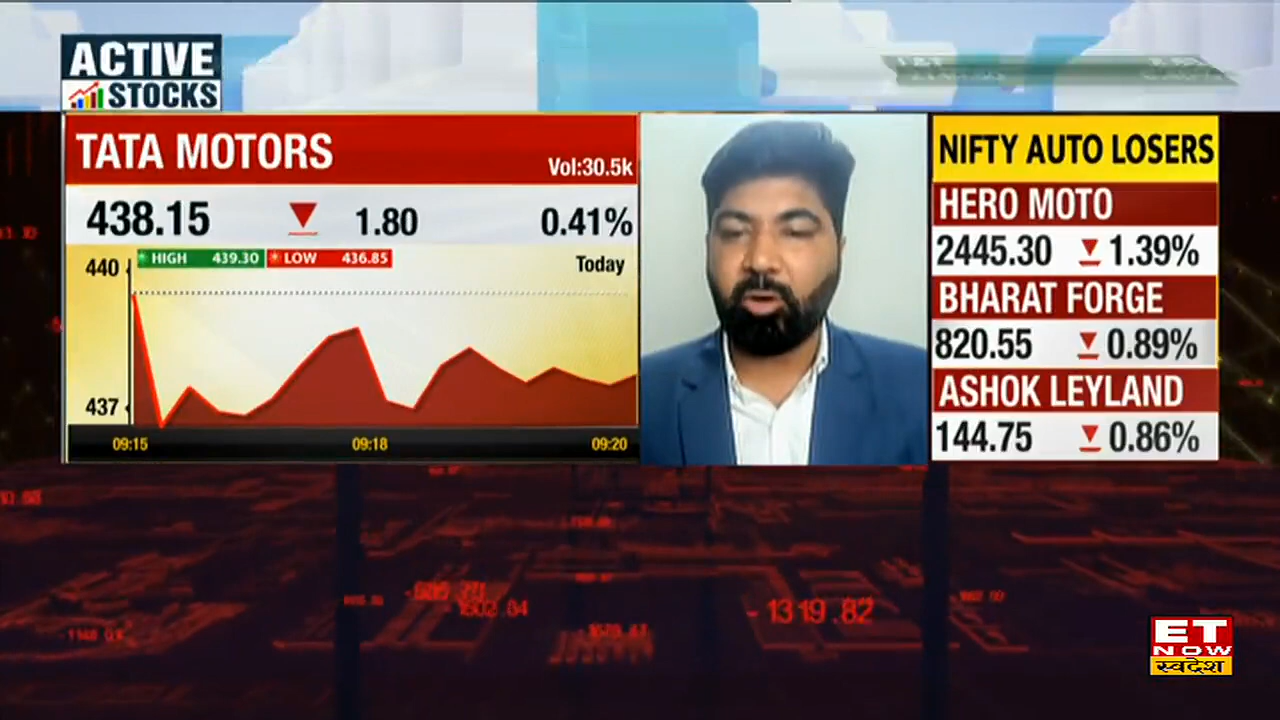 ACTIVE
STOCKS
TATA MOTORS
Vol:30.5k
438.15 1.80 0.41%
HIGH 439.30 LOW 436.85
Today
440
437
09:15 09:18 09:20
NIFTY AUTO LOSERS
HERO MOTO
2445.30 1.39%
BHARAT FORGE
820.55 0.89%
ASHOK LEYLAND
144.75 0.86%
- 1319.82
ET
NOW
स्वदेश